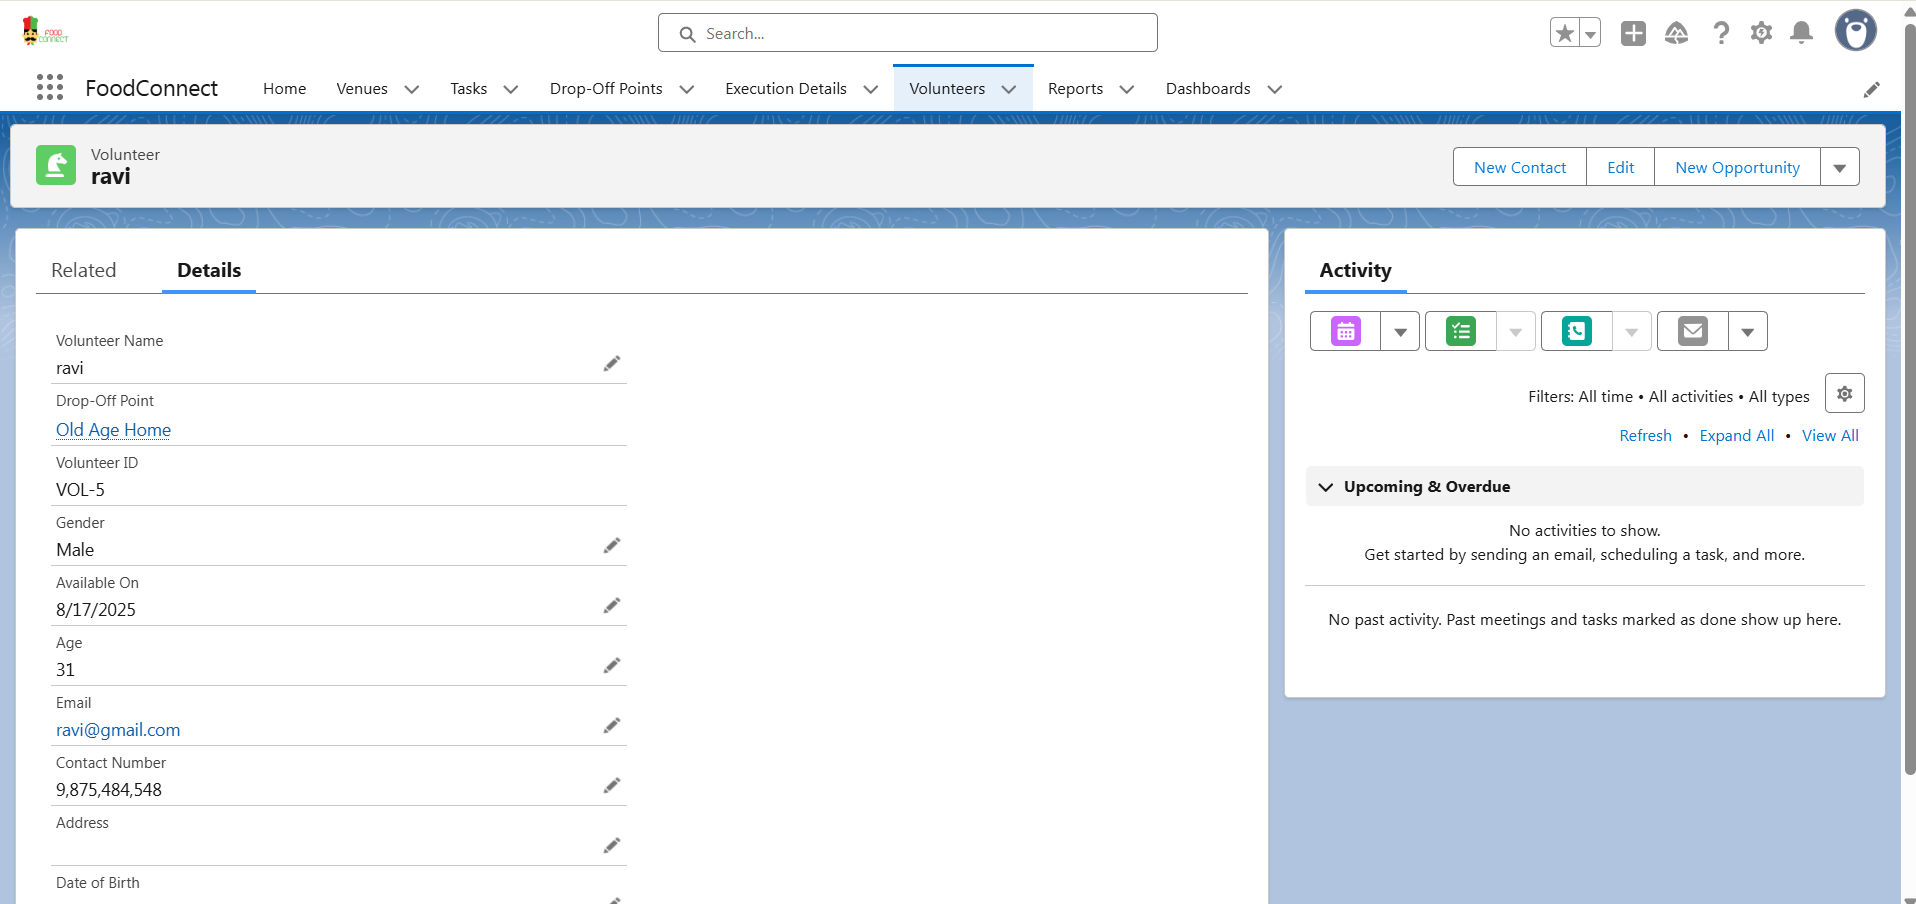 FOOD
CONNECT
Search...
FoodConnect
Home
Venues
Tasks
Drop-Off Points
Execution Details
Volunteers
Reports
Dashboards
Volunteer
ravi
New Contact
Edit
New Opportunity
Related
Details
Volunteer Name
ravi
Drop-Off Point
Old Age Home
Volunteer ID
VOL-5
Gender
Male
Available On
8/17/2025
Age
31
Email
ravi@gmail.com
Contact Number
9,875,484,548
Address
Date of Birth
Activity
Filters: All time • All activities • All types
Refresh • Expand All • View All
Upcoming & Overdue
No activities to show.
Get started by sending an email, scheduling a task, and more.
No past activity. Past meetings and tasks marked as done show up here.